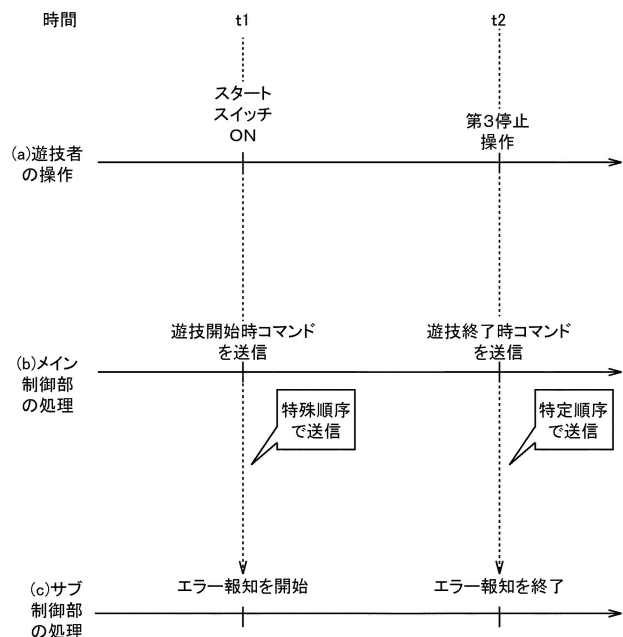 時間
t1
t2
スタート
スイッチ
ON
第3停止
操作
(a)遊技者
の操作
遊技開始時コマンド
を送信
遊技終了時コマンド
を送信
(b)メイン
制御部
の処理
特殊順序
で送信
特定順序
で送信
エラー報知を開始
エラー報知を終了
(c)サブ
制御部
の処理